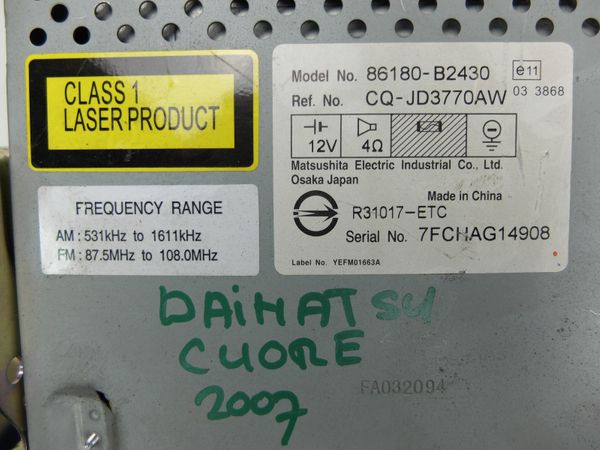 CLASS 1
LASER PRODUCT
Model No. 86180-B2430
e11
Ref. No. CQ-JD3770AW
03 3868
12V 4Ω
Matsushita Electric Industrial Co., Ltd.
Osaka Japan
Made in China
R31017-ETC
Serial No. 7FCHAG14908
Label No. YEFM01663A
FREQUENCY RANGE
AM : 531kHz to 1611kHz
FM : 87.5MHz to 108.0MHz
DAiHATSU
CUORE
2007
FA032094